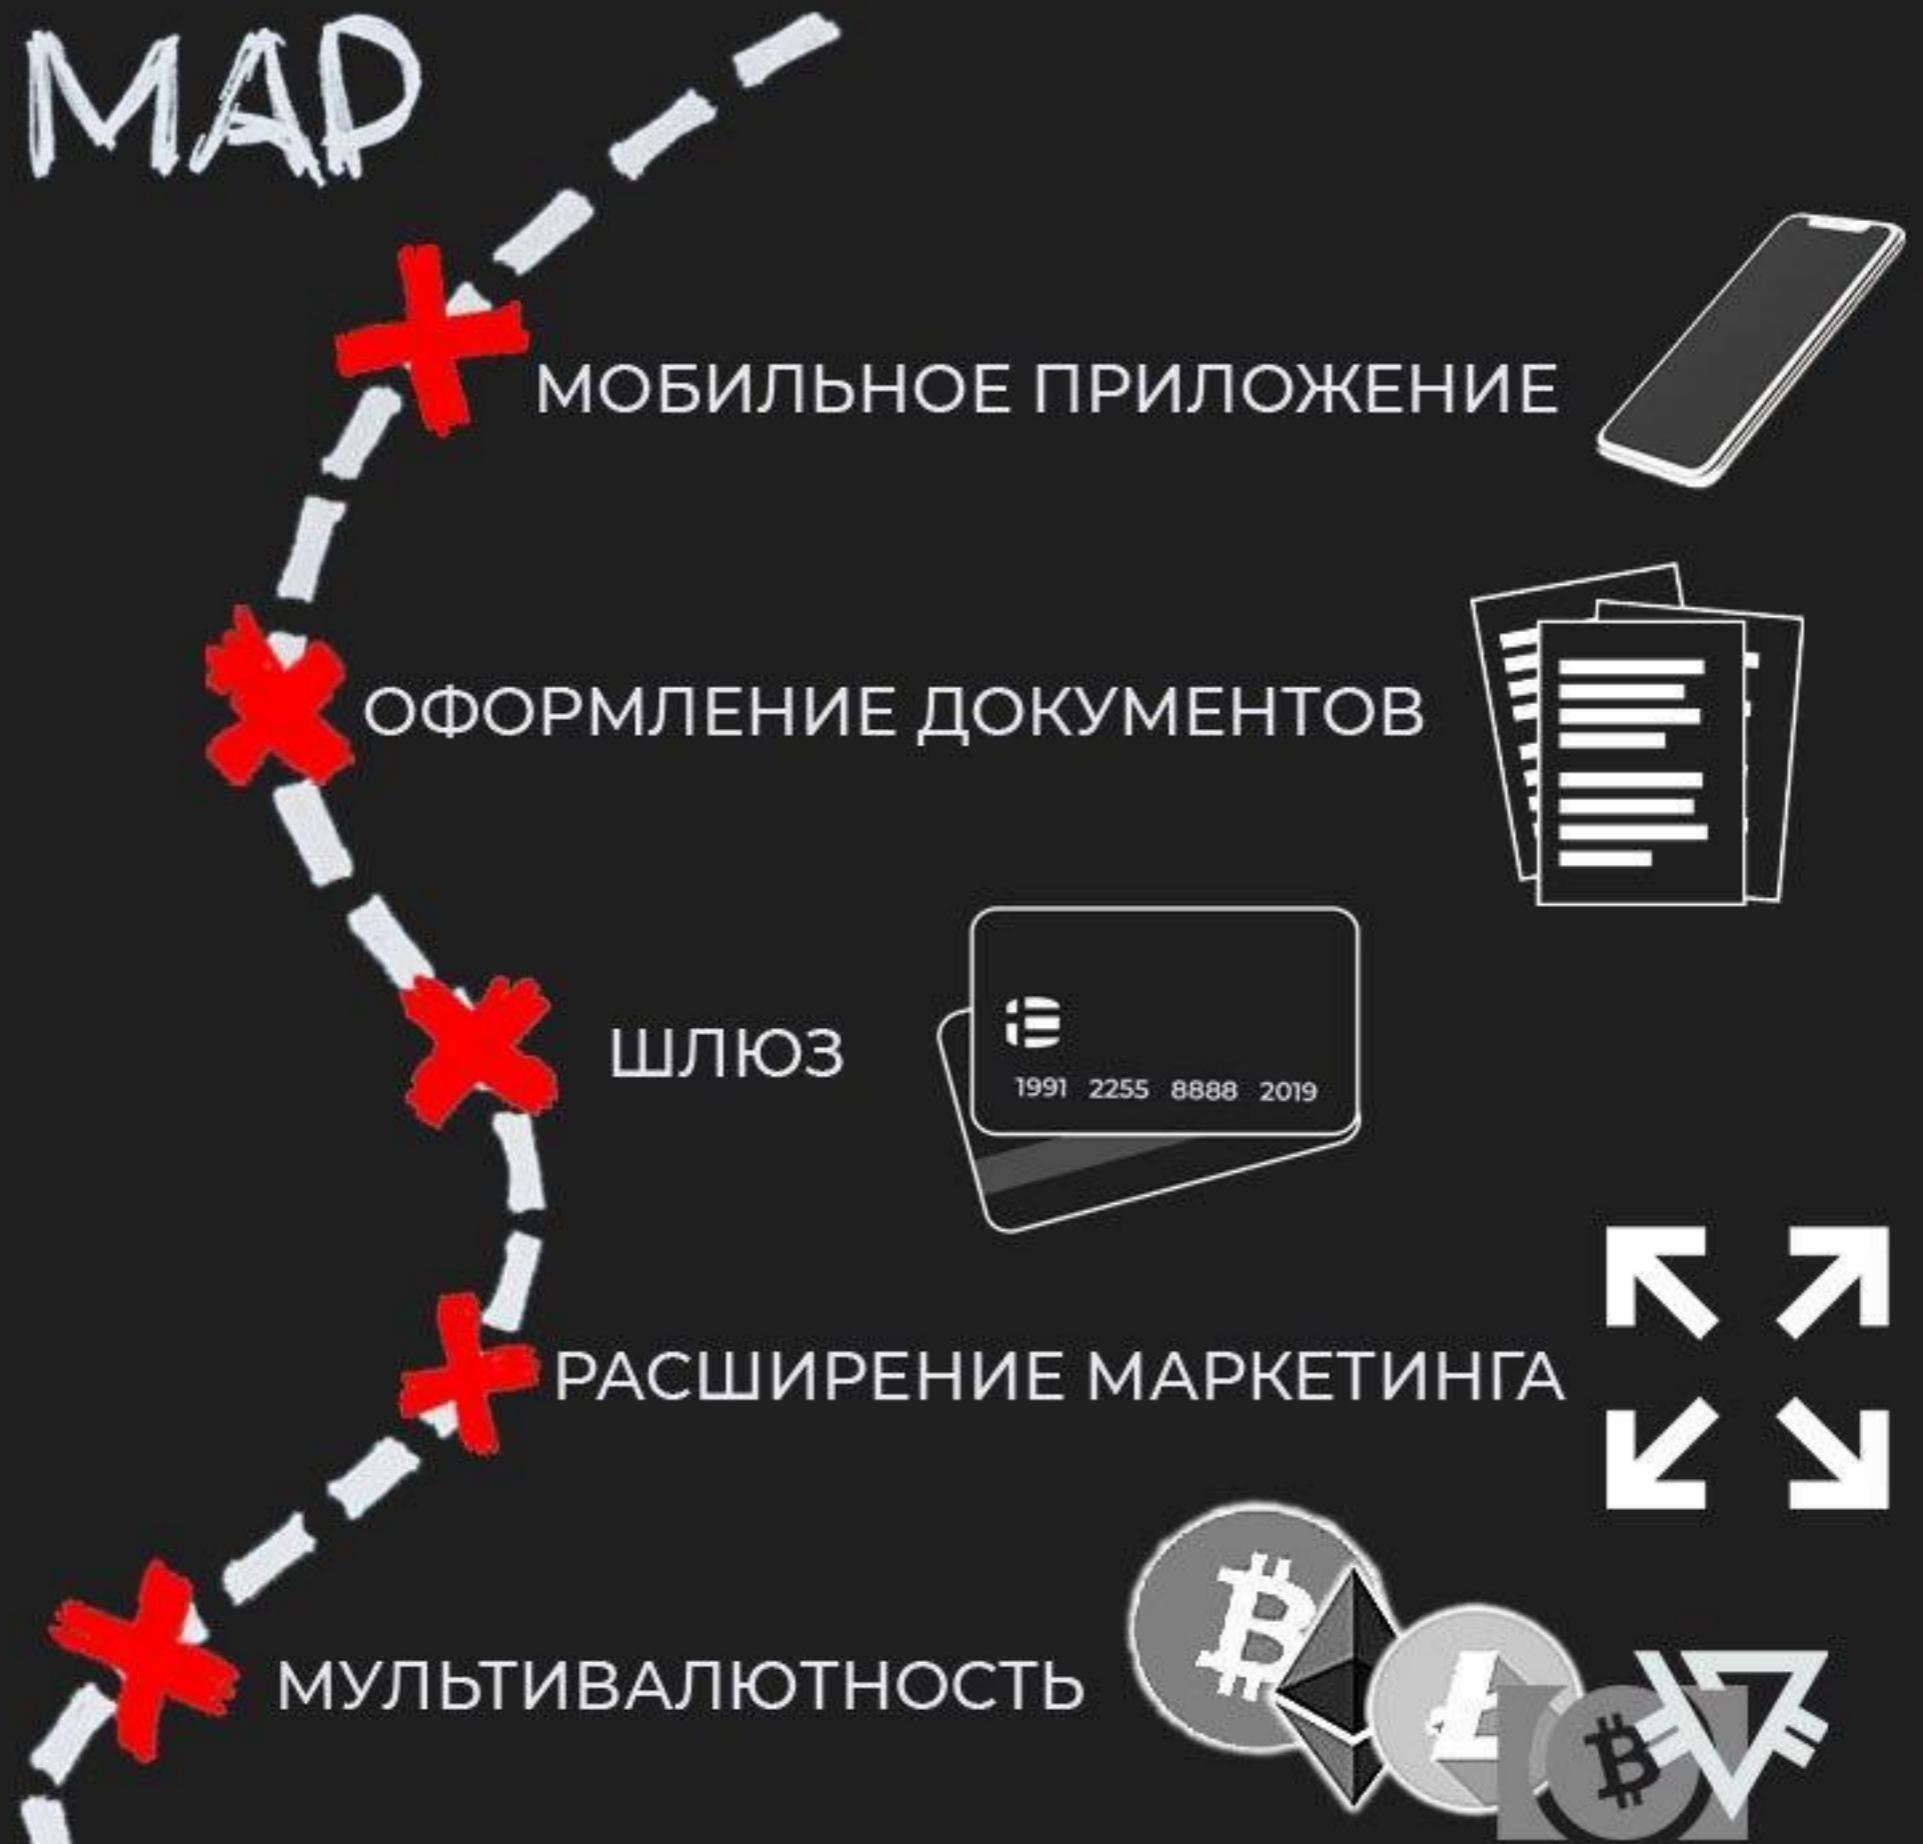 MAP
МОБИЛЬНОЕ ПРИЛОЖЕНИЕ
ОФОРМЛЕНИЕ ДОКУМЕНТОВ
ШЛЮЗ
1991 2255 8888 2019
РАСШИРЕНИЕ МАРКЕТИНГА
МУЛЬТИВАЛЮТНОСТЬ